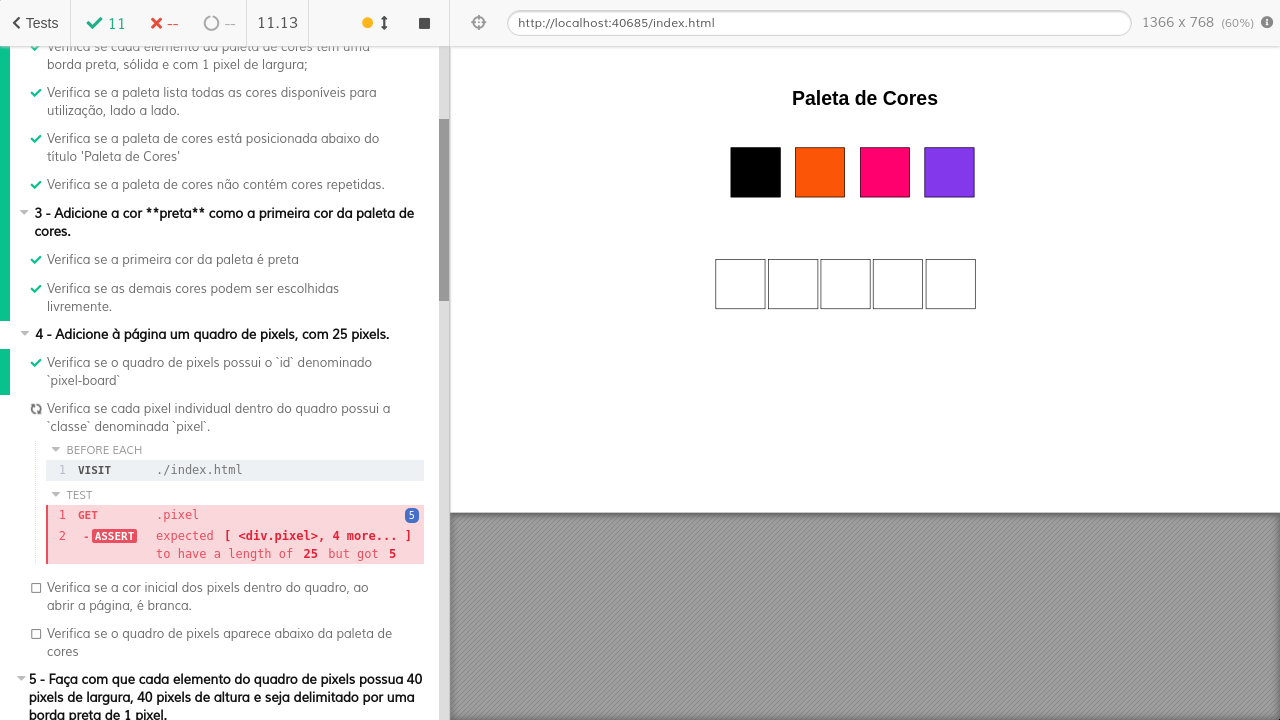 Tests
11
--
--
11.13
http://localhost:40685/index.html
1366 x 768 (60%)
Verifica se cada elemento da paleta de cores tem uma
borda preta, sólida e com 1 pixel de largura;
Verifica se a paleta lista todas as cores disponíveis para
utilização, lado a lado.
Verifica se a paleta de cores está posicionada abaixo do
título 'Paleta de Cores'
Verifica se a paleta de cores não contém cores repetidas.
3 - Adicione a cor **preta** como a primeira cor da paleta de
cores.
Verifica se a primeira cor da paleta é preta
Verifica se as demais cores podem ser escolhidas
livremente.
4 - Adicione à página um quadro de pixels, com 25 pixels.
Verifica se o quadro de pixels possui o `id` denominado
`pixel-board`
Verifica se cada pixel individual dentro do quadro possui a
`classe` denominada `pixel`.
BEFORE EACH
1 VISIT ./index.html
TEST
1 GET .pixel 5
2 -ASSERT expected [ <div.pixel>, 4 more... ]
to have a length of 25 but got 5
Verifica se a cor inicial dos pixels dentro do quadro, ao
abrir a página, é branca.
Verifica se o quadro de pixels aparece abaixo da paleta de
cores
5 - Faça com que cada elemento do quadro de pixels possua 40
pixels de largura, 40 pixels de altura e seja delimitado por uma
borda preta de 1 pixel.
Paleta de Cores